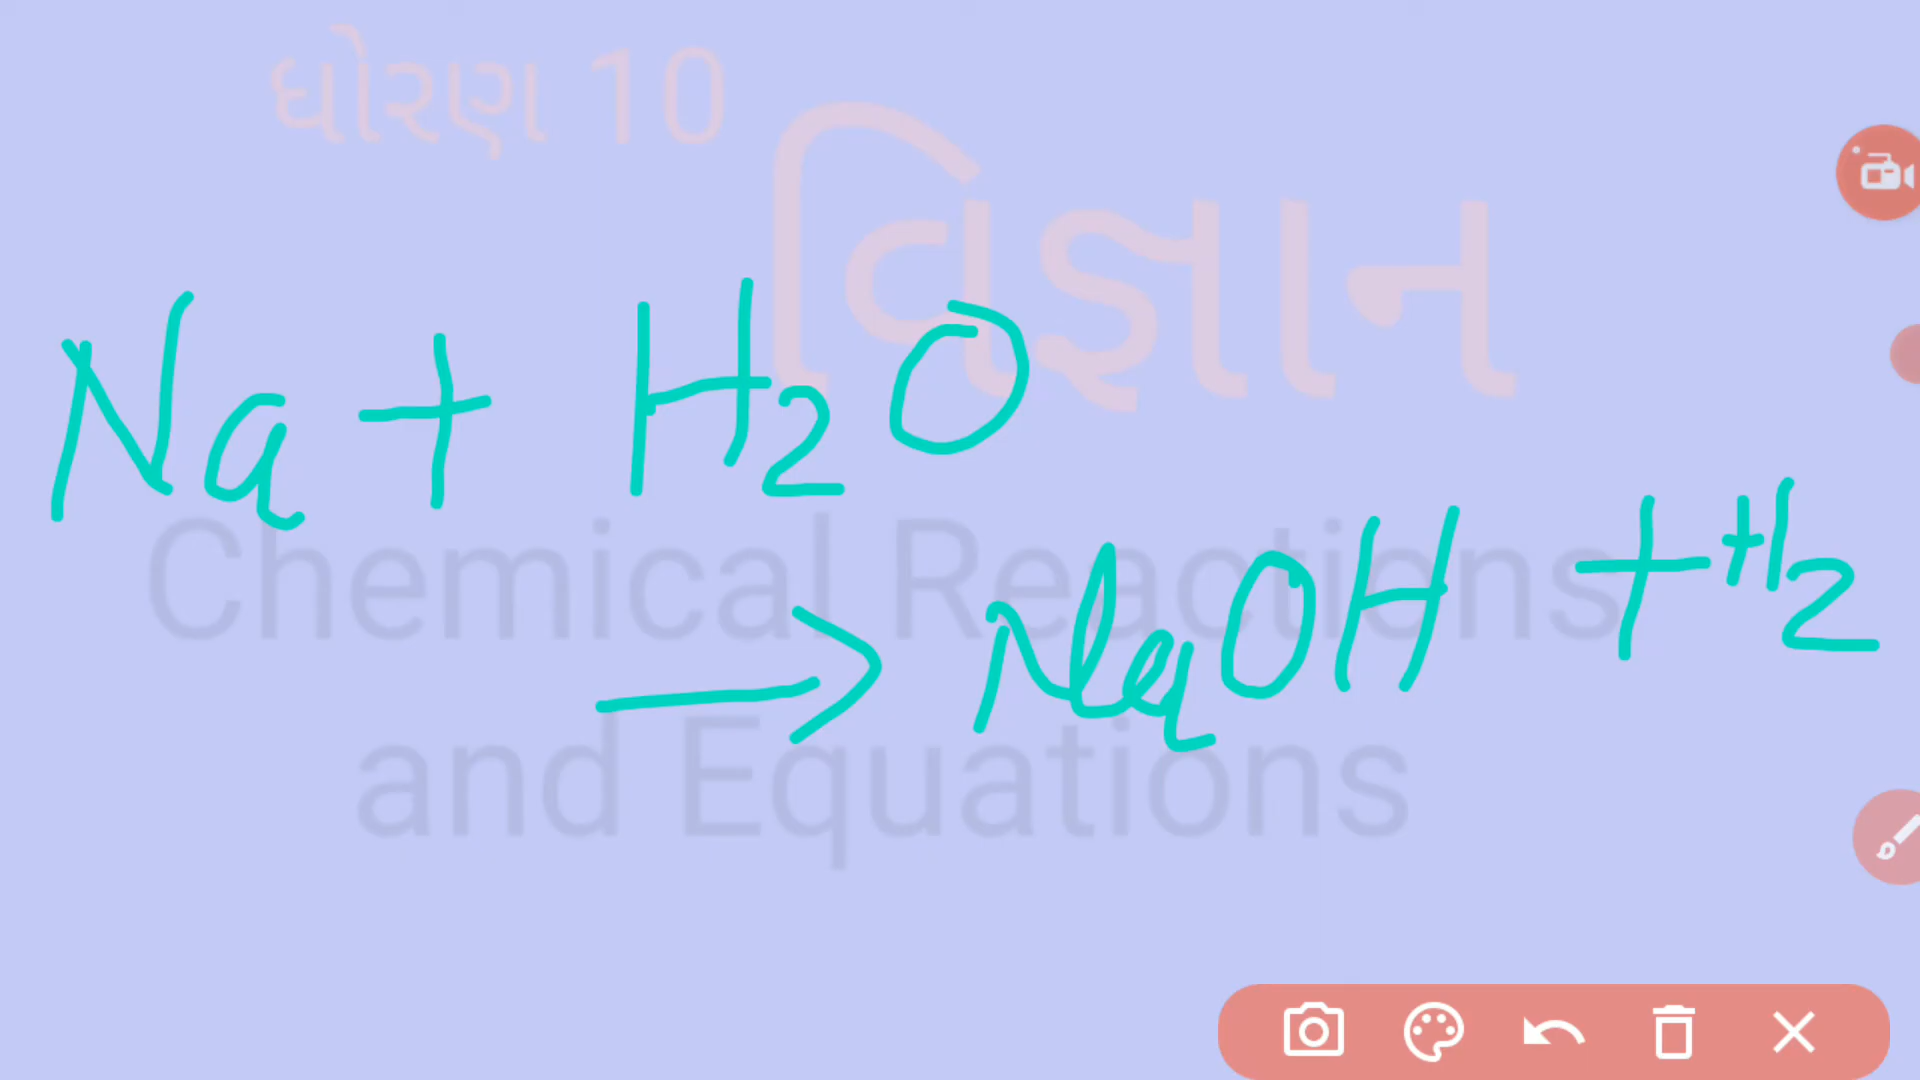 ધોરણ 10
વિજ્ઞાન
Na + H2O
Chemical Reactions
→ NaOH + H2
and Equations